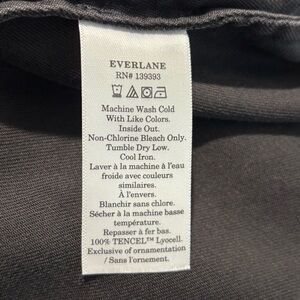 EVERLANE
RN# 139393
Machine Wash Cold
With Like Colors.
Inside Out.
Non-Chlorine Bleach Only.
Tumble Dry Low.
Cool Iron.
Laver à la machine à l'eau
froide avec couleurs
similaires.
À l'envers.
Blanchir sans chlore.
Sécher à la machine basse
température.
Repasser à fer bas.
100% TENCEL™ Lyocell.
Exclusive of ornamentation
/ Sans l'ornement.